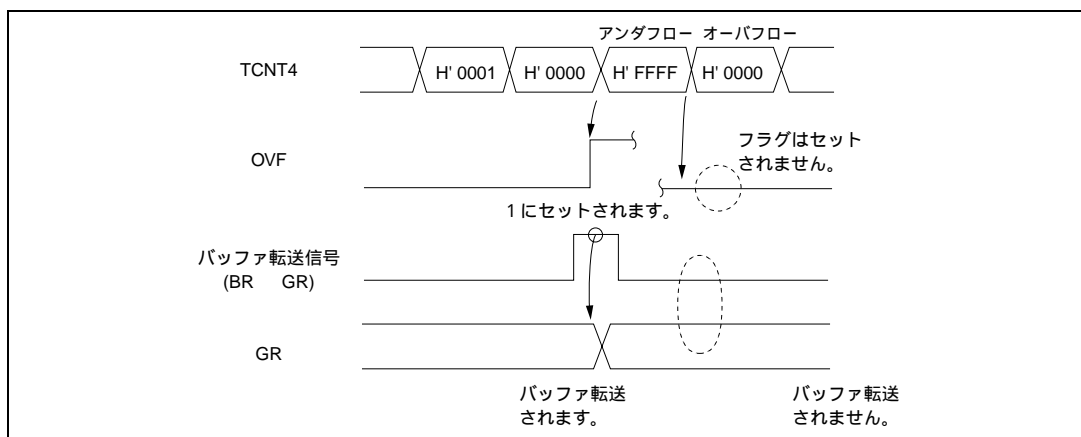 アンダフロー オーバフロー
TCNT4
H' 0001 H' 0000 H' FFFF H' 0000
OVF
フラグはセット
されません。
1にセットされます。
バッファ転送信号
(BR GR)
GR
バッファ転送
されます。
バッファ転送
されません。